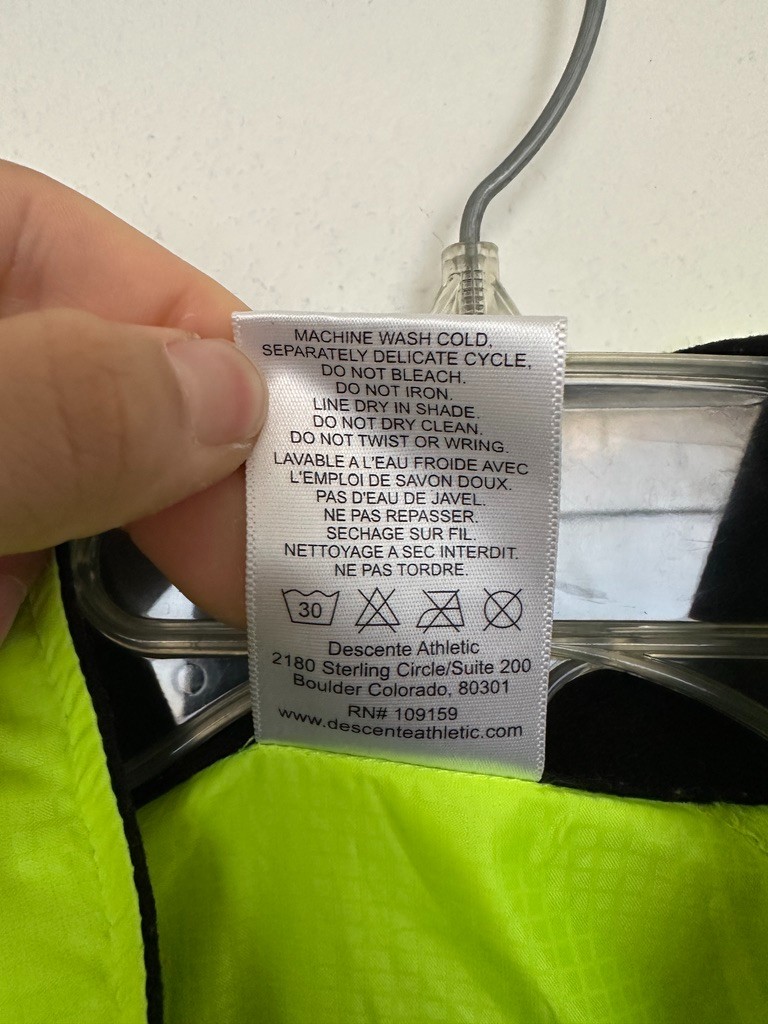 MACHINE WASH COLD,
SEPARATELY DELICATE CYCLE,
DO NOT BLEACH.
DO NOT IRON.
LINE DRY IN SHADE.
DO NOT DRY CLEAN.
DO NOT TWIST OR WRING.
LAVABLE A L'EAU FROIDE AVEC
L'EMPLOI DE SAVON DOUX.
PAS D'EAU DE JAVEL.
NE PAS REPASSER.
SECHAGE SUR FIL.
NETTOYAGE A SEC INTERDIT.
NE PAS TORDRE.
30
Descente Athletic
2180 Sterling Circle/Suite 200
Boulder Colorado, 80301
RN# 109159
www.descenteathletic.com